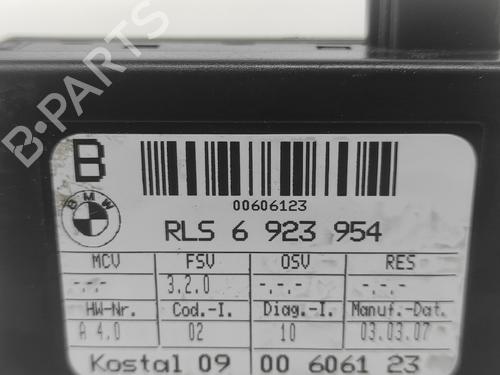 B-PARTS
B
BMW
00606123
RLS 6 923 954
MCV FSV OSV RES
-.-.- 3.2.0 -.-.- -.-.-
HW-Nr. Cod.-I. Diag.-I. Manuf.-Dat.
A 4.0 02 10 03.03.07
Kostal 09 00 6061 23